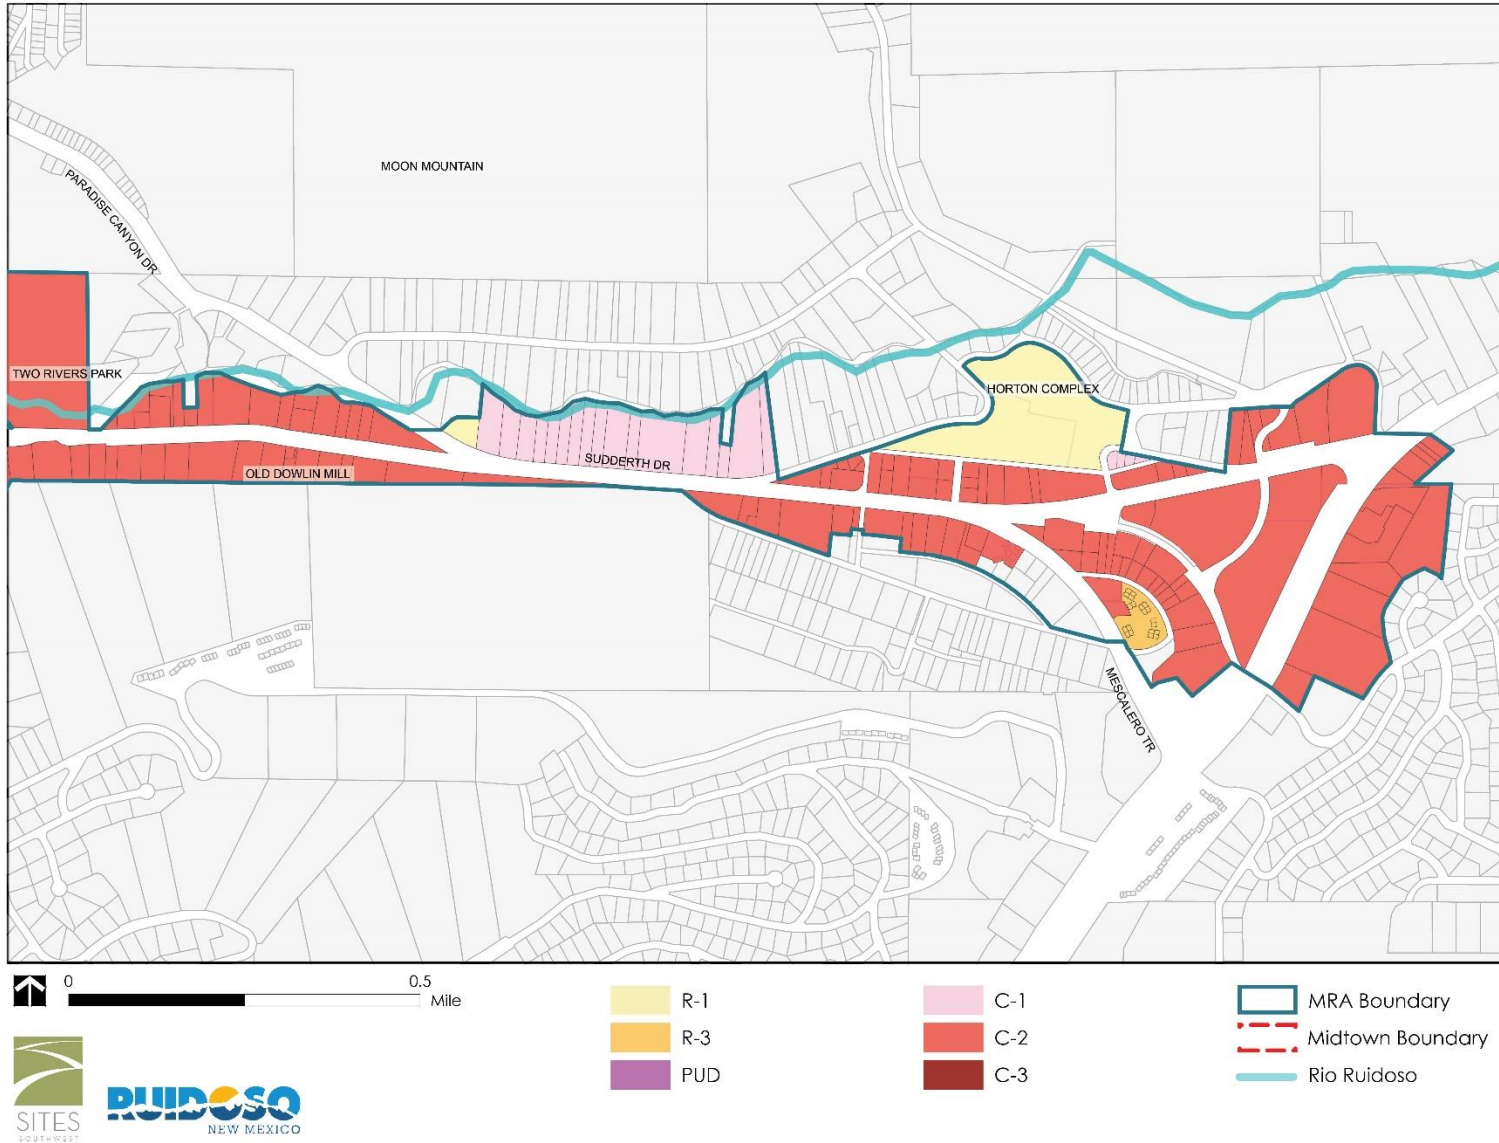 MOON MOUNTAIN
PARADISE CANYON DR
TWO RIVERS PARK
HORTON COMPLEX
SUDDERTH DR
OLD DOWLIN MILL
MESCALERO TR
0 0.5
Mile
R-1
R-3
PUD
C-1
C-2
C-3
MRA Boundary
Midtown Boundary
Rio Ruidoso
SITES
SOUTHWEST
RUIDOSO
NEW MEXICO